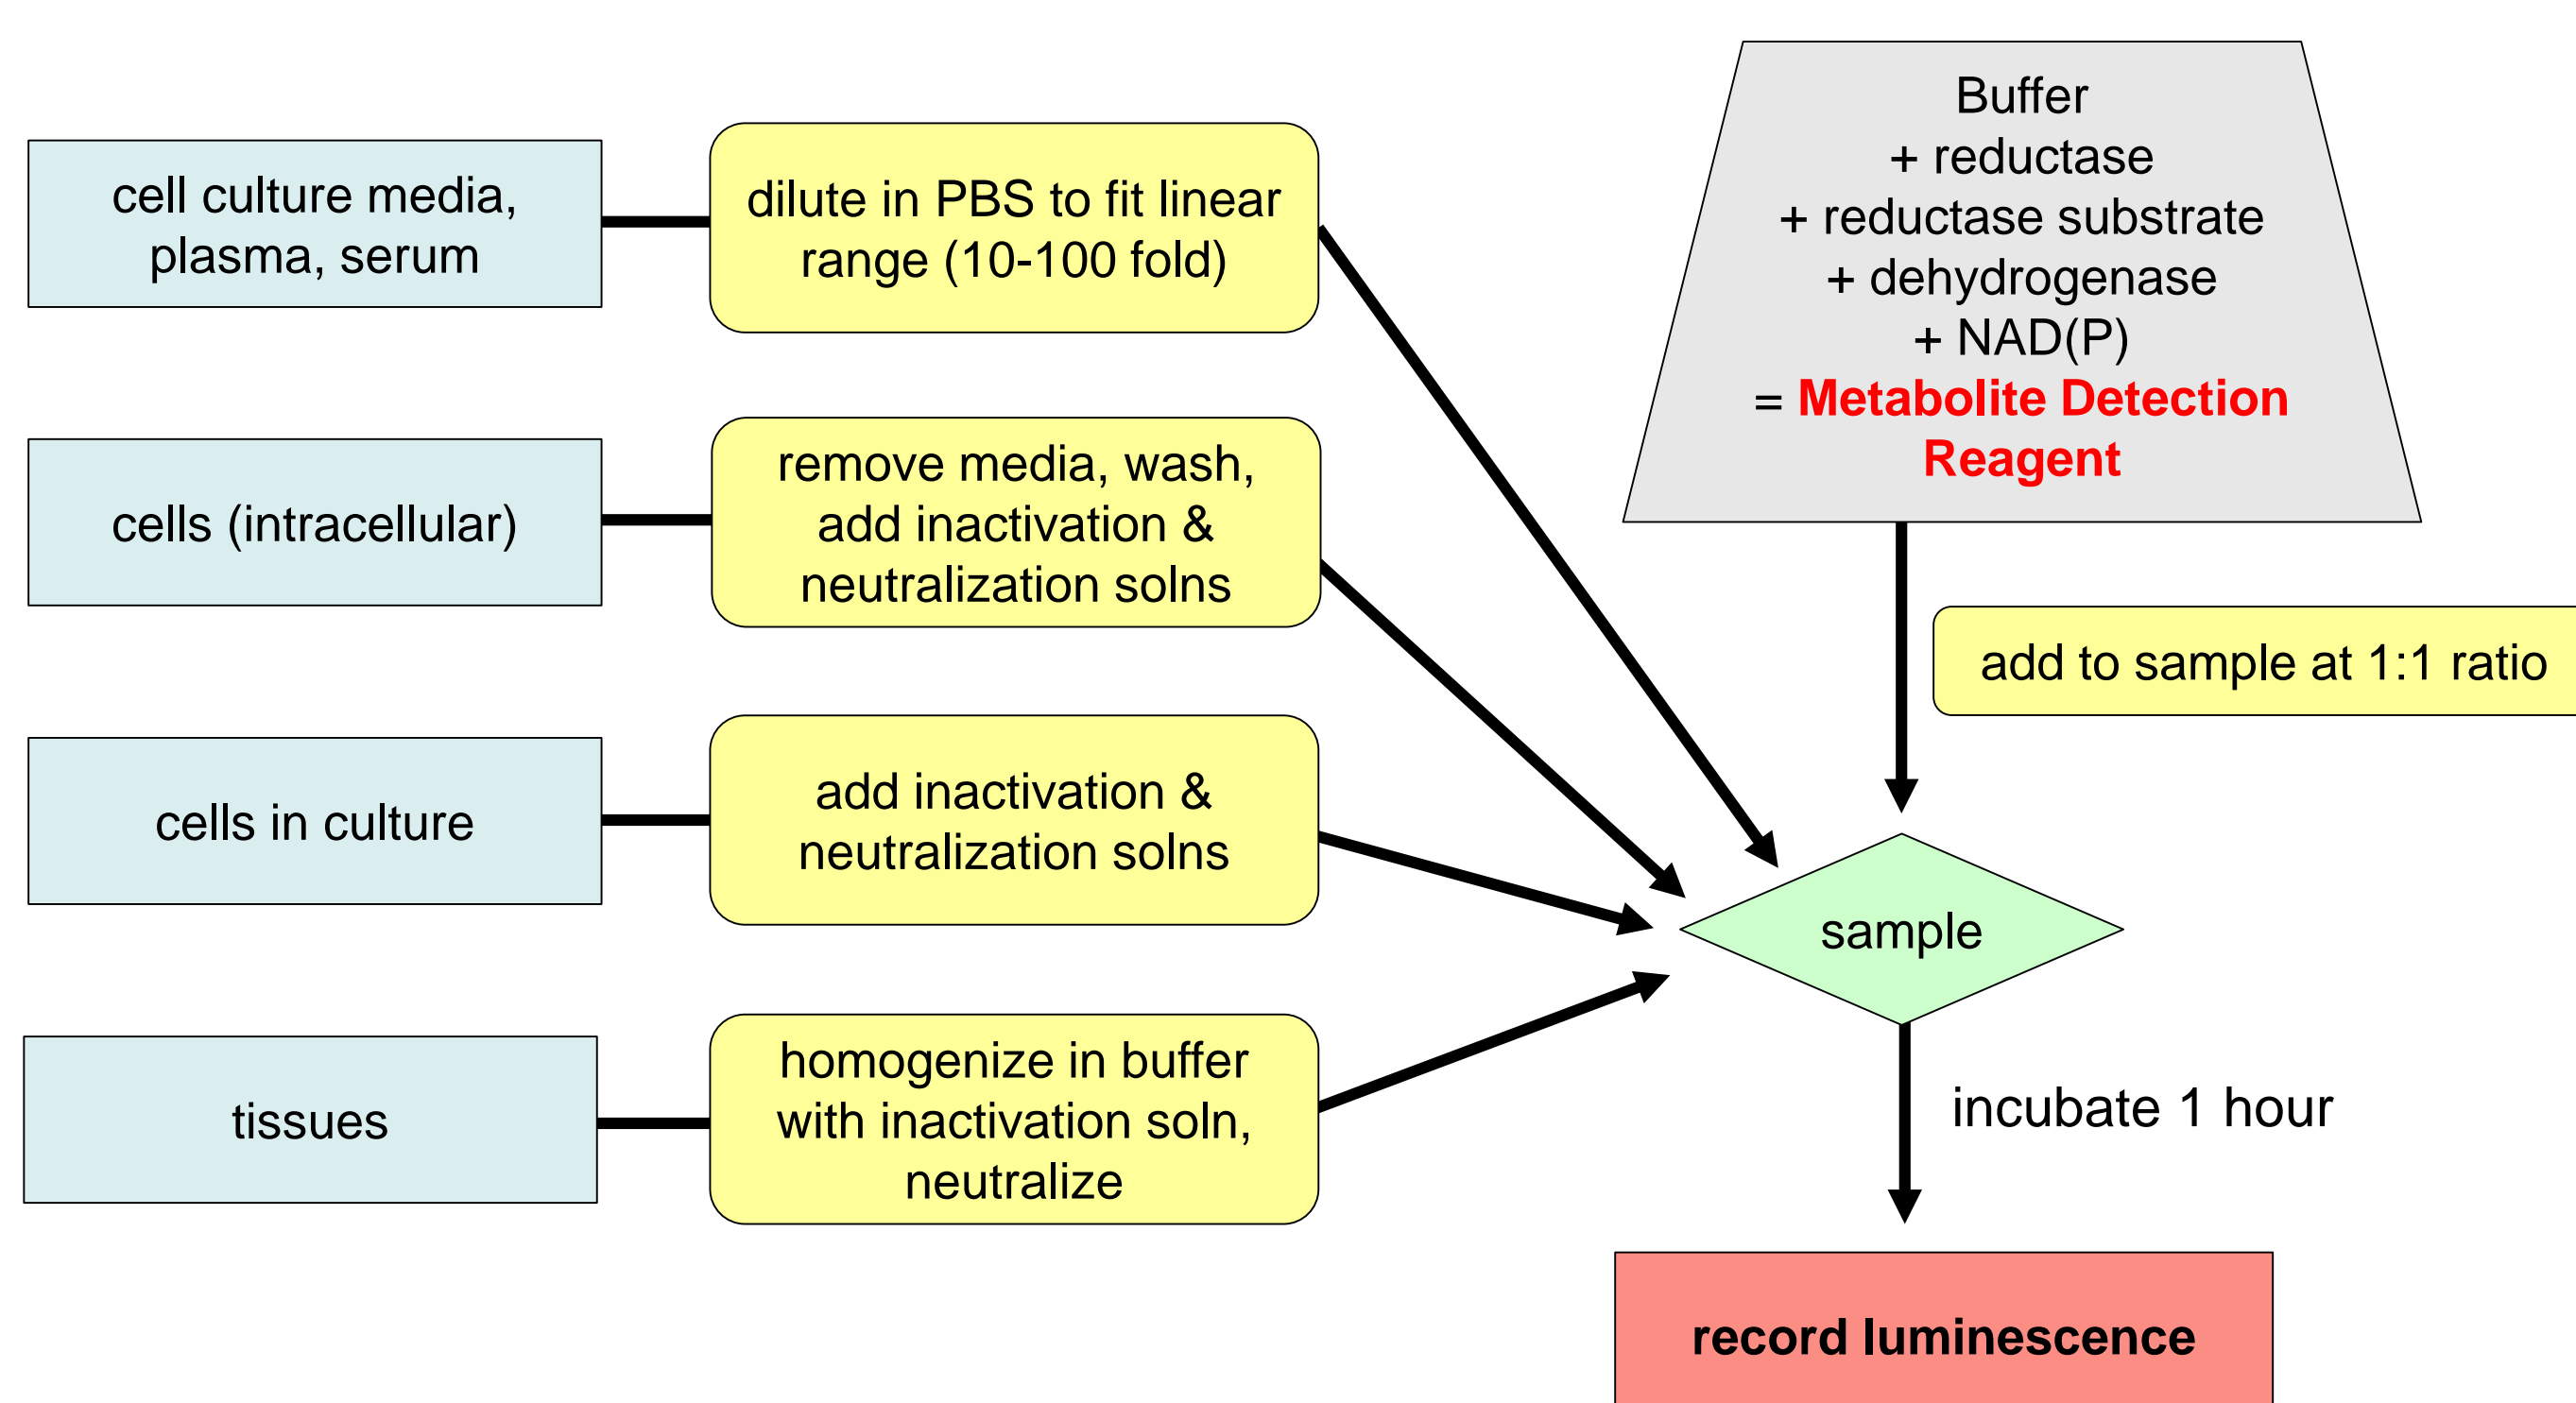 cell culture media,
plasma, serum
dilute in PBS to fit linear
range (10-100 fold)
cells (intracellular)
remove media, wash,
add inactivation &
neutralization solns
cells in culture
add inactivation &
neutralization solns
tissues
homogenize in buffer
with inactivation soln,
neutralize
Buffer
+ reductase
+ reductase substrate
+ dehydrogenase
+ NAD(P)
= Metabolite Detection
Reagent
add to sample at 1:1 ratio
sample
incubate 1 hour
record luminescence